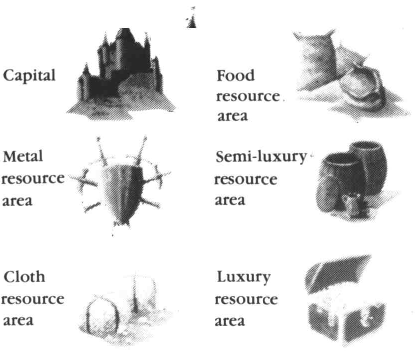 Capital
Food
resource
area
Metal
resource
area
Semi-luxury
resource
area
Cloth
resource
area
Luxury
resource
area